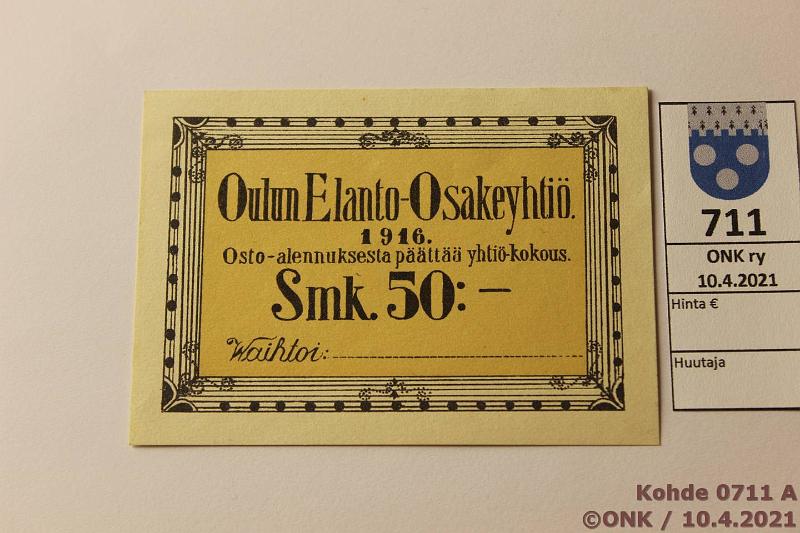 Oulun Elanto-Osakeyhtiö.
1916.
Osto-alennuksesta päättää yhtiö-kokous.
Smk. 50:—
Waihtoi:
711
ONK ry
10.4.2021
Hinta €
Huutaja
Kohde 0711 A
©ONK / 10.4.2021